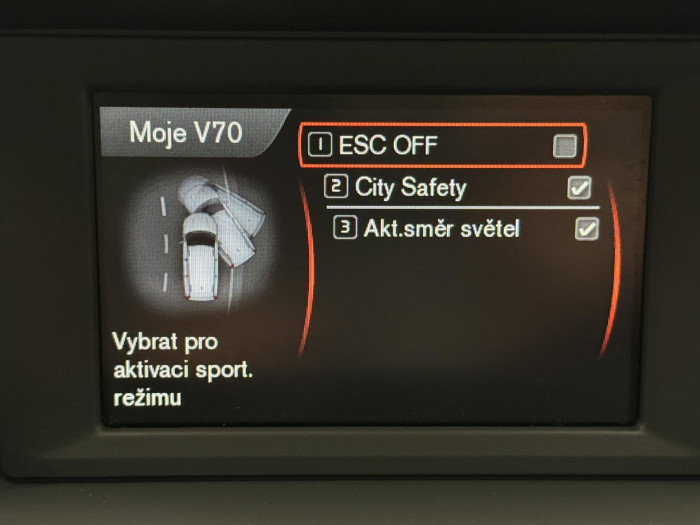 Moje V70
1 ESC OFF
2 City Safety
3 Akt.směr světel
Vybrat pro
aktivaci sport.
režimu